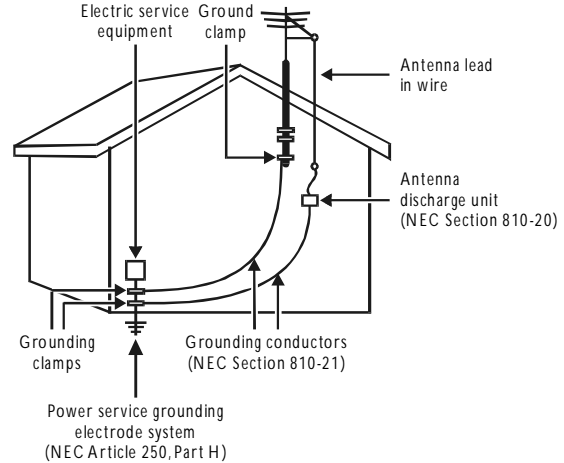 Electric service
equipment
Ground
clamp
Antenna lead
in wire
Antenna
discharge unit
(NEC Section 810-20)
Grounding
clamps
Grounding conductors
(NEC Section 810-21)
Power service grounding
electrode system
(NEC Article 250, Part H)